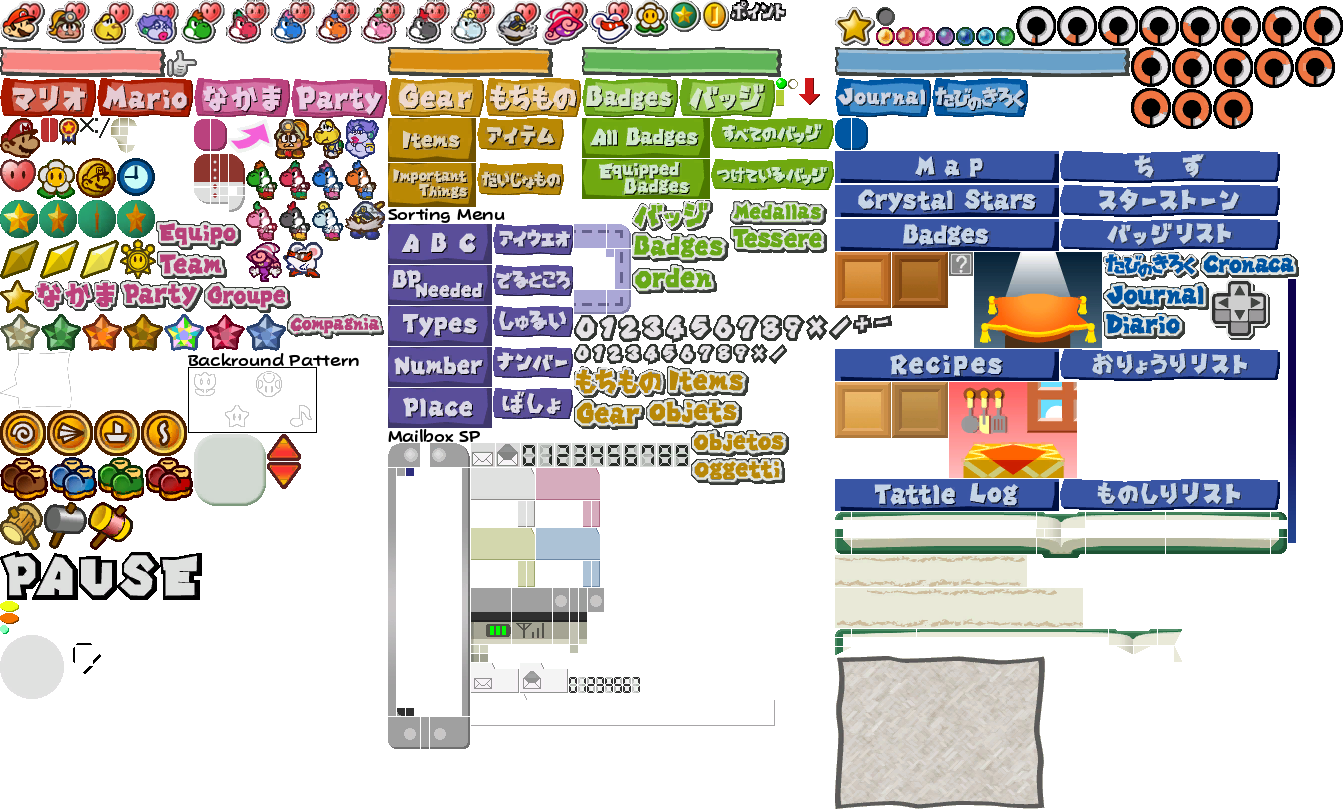 ポイント
マリオ Mario なかま Party
Gear もちもの Badges バッジ
Journal たびのきろく
Items アイテム
All Badges すべてのバッジ
Important Things だいじなもの
Equipped Badges つけているバッジ
Map ちず
Crystal Stars スターストーン
Badges バッジリスト
Sorting Menu
A B C アイウエオ
BP Needed でるところ
Types しゅるい
Number ナンバー
Place ばしょ
バッジ Medallas
Badges Tessere
orden
Equipo
Team
なかま Party Groupe
Compagnia
?
たびのきろく Cronaca
Journal
Diario
0123456789×/+-
0123456789×/
Backround Pattern
Recipes おりょうりリスト
もちもの Items
Gear objets
objetos
oggetti
Mailbox SP
Tattle Log ものしりリスト
PAUSE